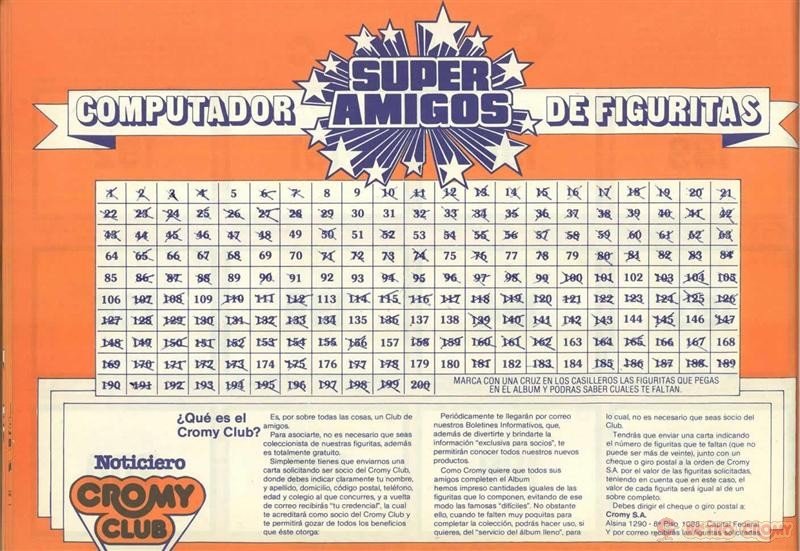 COMPUTADOR SUPER AMIGOS DE FIGURITAS
1 2 3 4 5 6 7 8 9 10 11 12 13 14 15 16 17 18 19 20 21
22 23 24 25 26 27 28 29 30 31 32 33 34 35 36 37 38 39 40 41 42
43 44 45 46 47 48 49 50 51 52 53 54 55 56 57 58 59 60 61 62 63
64 65 66 67 68 69 70 71 72 73 74 75 76 77 78 79 80 81 82 83 84
85 86 87 88 89 90 91 92 93 94 95 96 97 98 99 100 101 102 103 104 105
106 107 108 109 110 111 112 113 114 115 116 117 118 119 120 121 122 123 124 125 126
127 128 129 130 131 132 133 134 135 136 137 138 139 140 141 142 143 144 145 146 147
148 149 150 151 152 153 154 155 156 157 158 159 160 161 162 163 164 165 166 167 168
169 170 171 172 173 174 175 176 177 178 179 180 181 182 183 184 185 186 187 188 189
190 191 192 193 194 195 196 197 198 199 200
MARCA CON UNA CRUZ EN LOS CASILLEROS LAS FIGURITAS QUE PEGAS
EN EL ALBUM Y PODRAS SABER CUALES TE FALTAN.
¿Qué es el
Cromy Club?
Noticiero
CROMY
CLUB
Es, por sobre todas las cosas, un Club de
amigos.
Para asociarte, no es necesario que seas
coleccionista de nuestras figuritas, además
es totalmente gratuito.
Simplemente tienes que enviarnos una
carta solicitando ser socio del Cromy Club,
donde debes indicar claramente tu nombre,
y apellido, domicilio, código postal, teléfono,
edad y colegio al que concurres, y a vuelta
de correo recibirás "tu credencial", la cual
te acreditará como socio del Cromy Club y
te permitirá gozar de todos los beneficios
que éste otorga:
Periódicamente te llegarán por correo
nuestros Boletines Informativos, que,
además de divertirte y brindarte la
información "exclusiva para socios", te
permitirán conocer todos nuestros nuevos
productos.
Como Cromy quiere que todos sus
amigos completen el Album
hemos impreso cantidades iguales de las
figuritas que lo componen, evitando de ese
modo las famosas "difíciles". No obstante
ello, cuando te falten muy poquitas para
completar la colección, podrás hacer uso, si
quieres, del "servicio del álbum lleno", para
lo cual, no es necesario que seas socio del
Club.
Tendrás que enviar una carta indicando
el número de figuritas que te faltan (que no
puede ser más de veinte), junto con un
cheque o giro postal a la orden de Cromy
S.A. por el valor de las figuritas solicitadas,
teniendo en cuenta que en este caso, el
valor de cada figurita será igual al de un
sobre completo.
Debes dirigir el cheque o giro postal a:
Cromy S.A.
Alsina 1290 - 8º Piso, 1088 - Capital Federal
Y por correo recibirás las figuritas solicitadas.